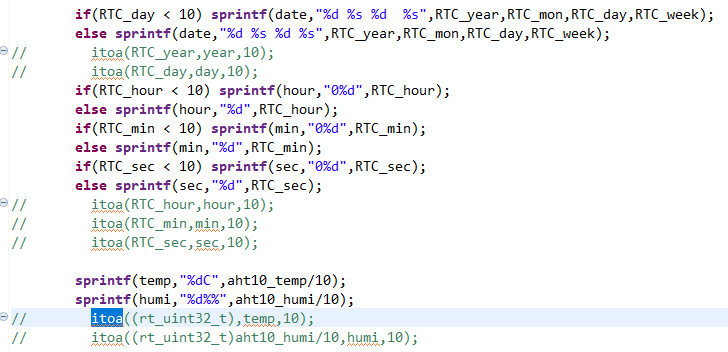 if(RTC_day < 10) sprintf(date,"%d %s %d  %s",RTC_year,RTC_mon,RTC_day,RTC_week);
else sprintf(date,"%d %s %d %s",RTC_year,RTC_mon,RTC_day,RTC_week);
//        itoa(RTC_year,year,10);
//        itoa(RTC_day,day,10);
if(RTC_hour < 10) sprintf(hour,"0%d",RTC_hour);
else sprintf(hour,"%d",RTC_hour);
if(RTC_min < 10) sprintf(min,"0%d",RTC_min);
else sprintf(min,"%d",RTC_min);
if(RTC_sec < 10) sprintf(sec,"0%d",RTC_sec);
else sprintf(sec,"%d",RTC_sec);
//        itoa(RTC_hour,hour,10);
//        itoa(RTC_min,min,10);
//        itoa(RTC_sec,sec,10);
sprintf(temp,"%dC",aht10_temp/10);
sprintf(humi,"%d%%",aht10_humi/10);
//        itoa((rt_uint32_t),temp,10);
//        itoa((rt_uint32_t)aht10_humi/10,humi,10);